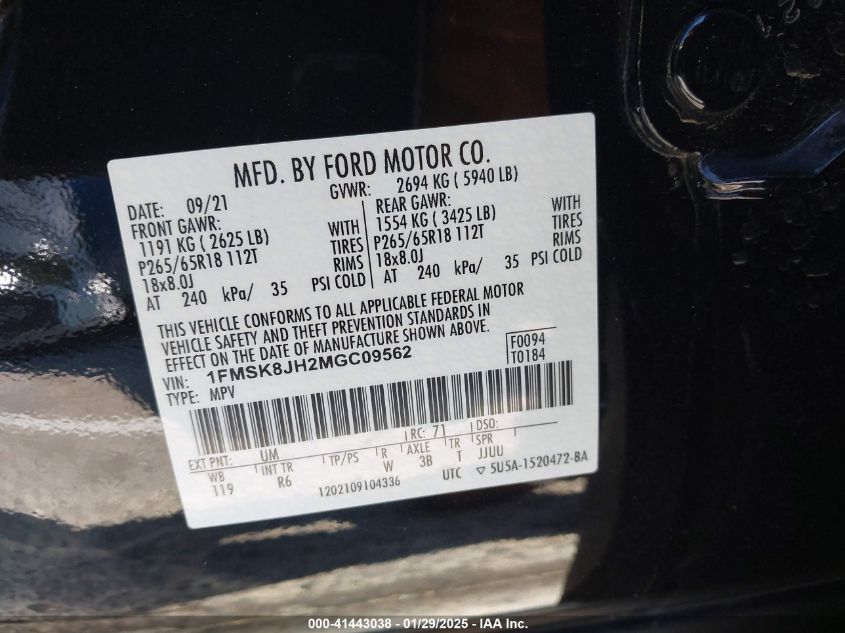 MFD. BY FORD MOTOR CO.
DATE: 09/21 GVWR: 2694 KG ( 5940 LB)
FRONT GAWR: REAR GAWR:
1191 KG ( 2625 LB) WITH 1554 KG ( 3425 LB) WITH
P265/65R18 112T TIRES P265/65R18 112T TIRES
18x8.0J RIMS 18x8.0J RIMS
AT 240 kPa/ 35 PSI COLD AT 240 kPa/ 35 PSI COLD
THIS VEHICLE CONFORMS TO ALL APPLICABLE FEDERAL MOTOR
VEHICLE SAFETY AND THEFT PREVENTION STANDARDS IN
EFFECT ON THE DATE OF MANUFACTURE SHOWN ABOVE.
VIN: 1FMSK8JH2MGC09562 F0094
TYPE: MPV T0184
EXT PNT: UM RC: 71 DSO:
WB INT TR TP/PS R AXLE TR SPR
119 R6 W 3B T JJUU
1202109104336 UTC ▽ 5U5A-1520472-BA
000-41443038 - 01/29/2025 - IAA Inc.